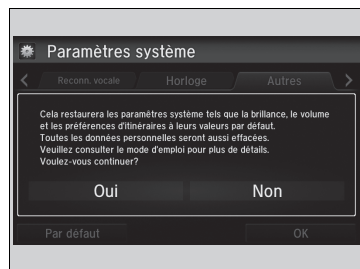 Paramètres système
Reconn. vocale Horloge Autres
Cela restaurera les paramètres système tels que la brillance, le volume
et les préférences d'itinéraires à leurs valeurs par défaut.
Toutes les données personnelles seront aussi effacées.
Veuillez consulter le mode d'emploi pour plus de détails.
Voulez-vous continuer?
Oui Non
Par défaut OK